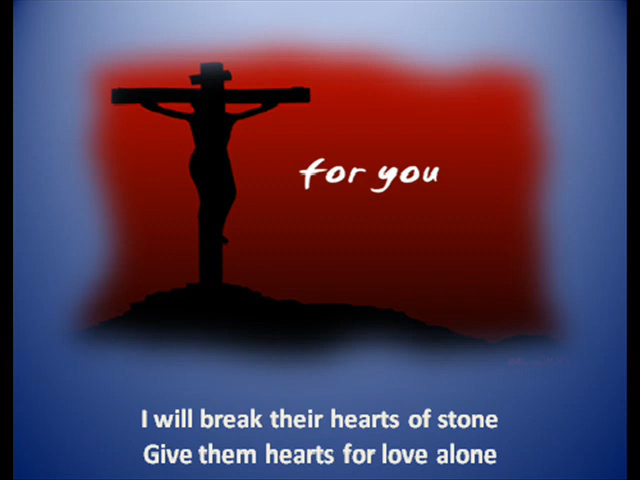 for you
I will break their hearts of stone
Give them hearts for love alone